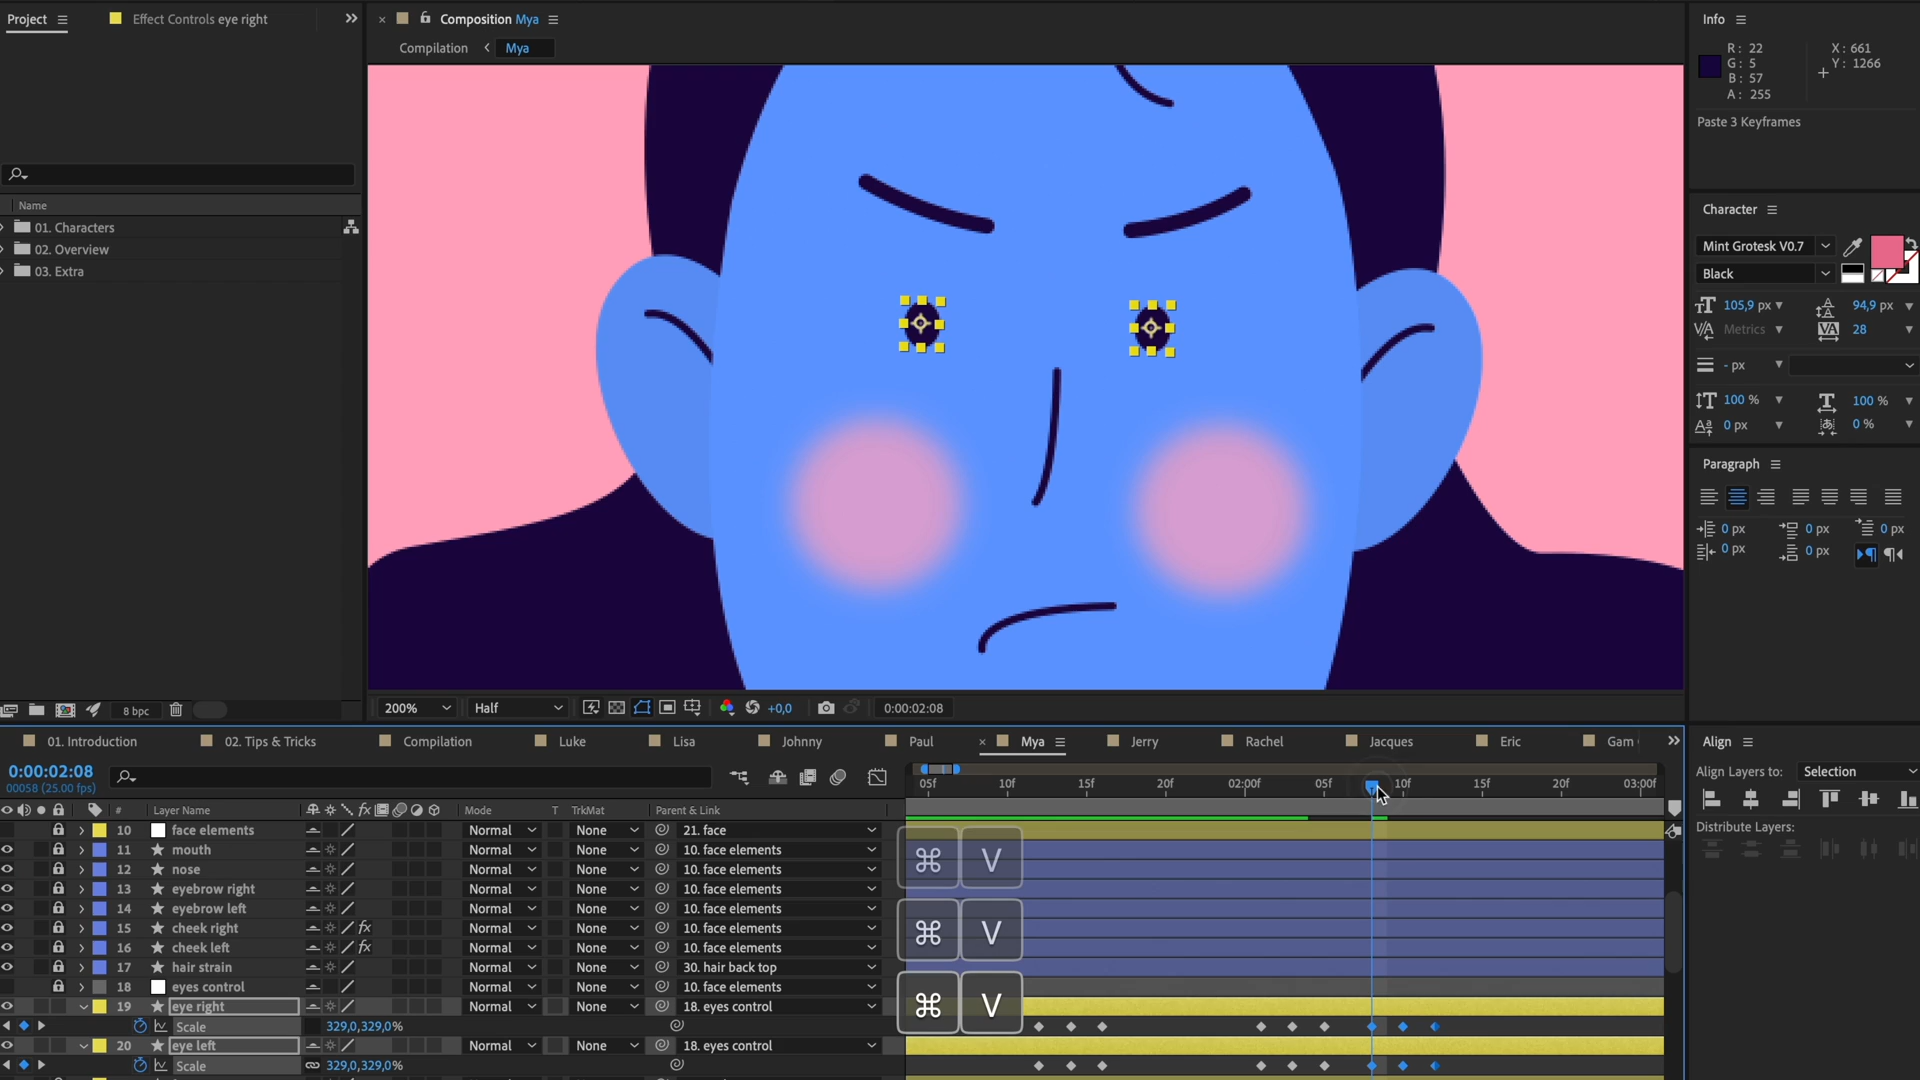 Project
Effect Controls eye right
Composition Mya
Compilation
Mya
Name
01. Characters
02. Overview
03. Extra
8 bpc
200%
Half
+0,0
0:00:02:08
Info
R: 22
G: 5
B: 57
A: 255
X: 661
Y: 1266
Paste 3 Keyframes
Character
Mint Grotesk V0.7
Black
105,9 px
94,9 px
Metrics
28
- px
100 %
100 %
0 px
0 %
Paragraph
0 px
0 px
0 px
0 px
0 px
01. Introduction
02. Tips & Tricks
Compilation
Luke
Lisa
Johnny
Paul
Mya
Jerry
Rachel
Jacques
Eric
Gam
Align
0:00:02:08
00058 (25.00 fps)
05f
10f
15f
20f
02:00f
05f
10f
15f
20f
03:00f
Align Layers to:
Selection
Distribute Layers:
#
Layer Name
fx
Mode
T
TrkMat
Parent & Link
10 face elements Normal None 21. face
11 mouth Normal None 10. face elements
12 nose Normal None 10. face elements
13 eyebrow right Normal None 10. face elements
14 eyebrow left Normal None 10. face elements
15 cheek right fx Normal None 10. face elements
16 cheek left fx Normal None 10. face elements
17 hair strain Normal None 30. hair back top
18 eyes control Normal None 10. face elements
19 eye right Normal None 18. eyes control
Scale 329,0,329,0%
20 eye left Normal None 18. eyes control
Scale 329,0,329,0%
⌘ V
⌘ V
⌘ V